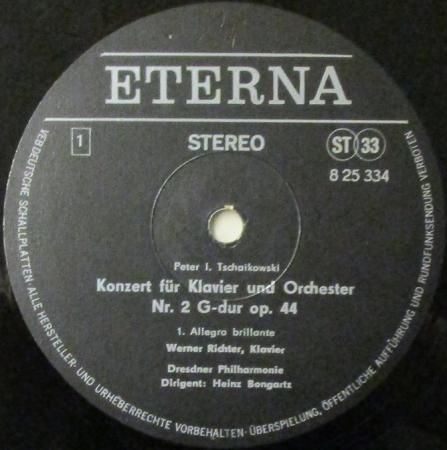 ETERNA
1
STEREO
ST 33
8 25 334
Peter I. Tschaikowski
Konzert für Klavier und Orchester
Nr. 2 G-dur op. 44
1. Allegro brillante
Werner Richter, Klavier
Dresdner Philharmonie
Dirigent: Heinz Bongartz
VEB DEUTSCHE SCHALLPLATTEN · ALLE HERSTELLER- UND URHEBERRECHTE VORBEHALTEN · ÜBERSPIELUNG, ÖFFENTLICHE AUFFÜHRUNG UND RUNDFUNKSENDUNG VERBOTEN